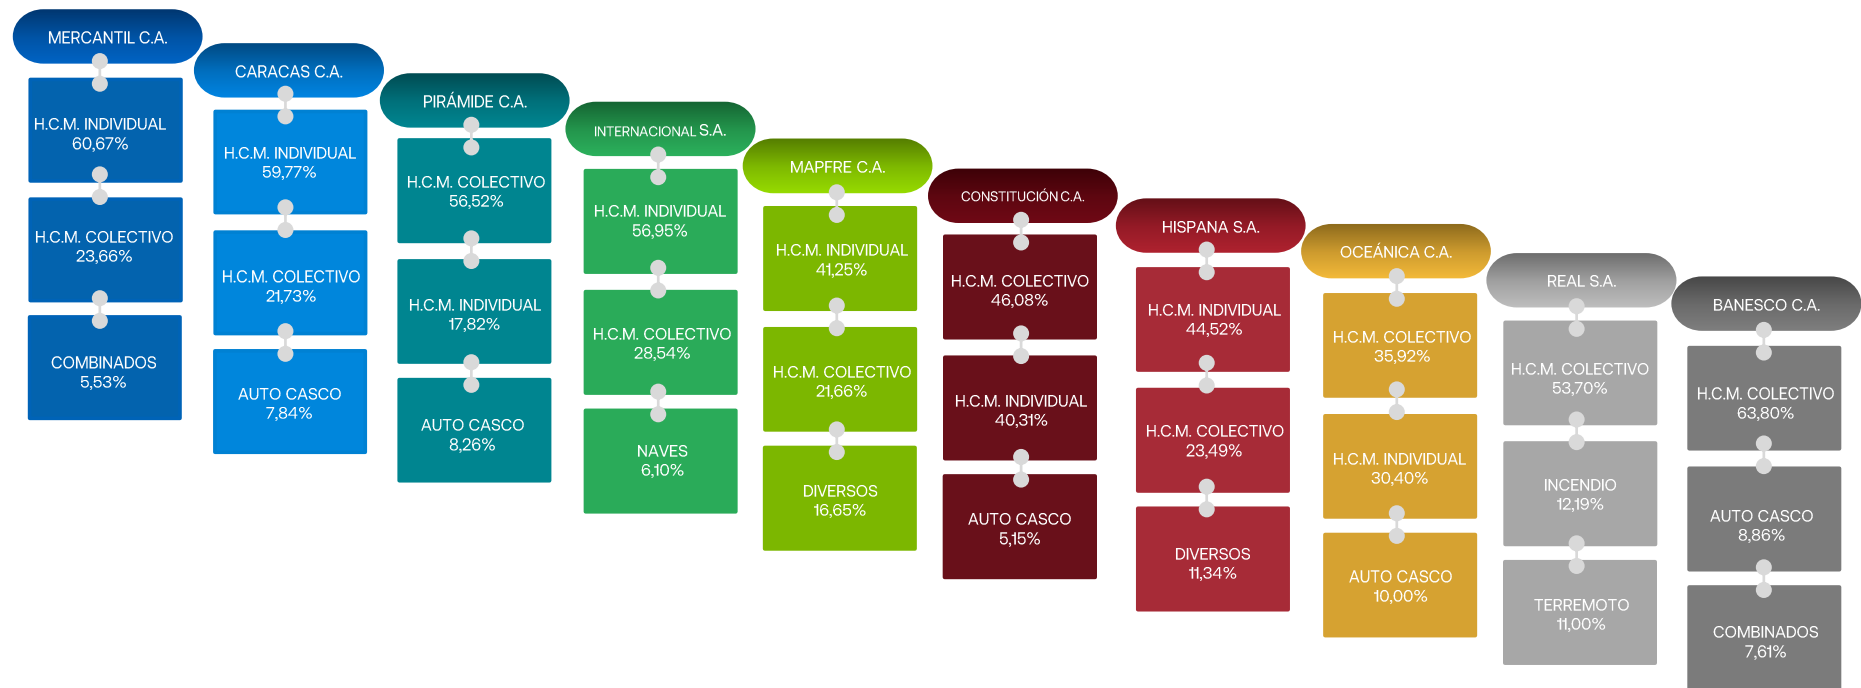 MERCANTIL C.A.
H.C.M. INDIVIDUAL
60,67%
H.C.M. COLECTIVO
23,66%
COMBINADOS
5,53%
CARACAS C.A.
H.C.M. INDIVIDUAL
59,77%
H.C.M. COLECTIVO
21,73%
AUTO CASCO
7,84%
PIRÁMIDE C.A.
H.C.M. COLECTIVO
56,52%
H.C.M. INDIVIDUAL
17,82%
AUTO CASCO
8,26%
INTERNACIONAL S.A.
H.C.M. INDIVIDUAL
56,95%
H.C.M. COLECTIVO
28,54%
NAVES
6,10%
MAPFRE C.A.
H.C.M. INDIVIDUAL
41,25%
H.C.M. COLECTIVO
21,66%
DIVERSOS
16,65%
CONSTITUCIÓN C.A.
H.C.M. COLECTIVO
46,08%
H.C.M. INDIVIDUAL
40,31%
AUTO CASCO
5,15%
HISPANA S.A.
H.C.M. INDIVIDUAL
44,52%
H.C.M. COLECTIVO
23,49%
DIVERSOS
11,34%
OCEÁNICA C.A.
H.C.M. COLECTIVO
35,92%
H.C.M. INDIVIDUAL
30,40%
AUTO CASCO
10,00%
REAL S.A.
H.C.M. COLECTIVO
53,70%
INCENDIO
12,19%
TERREMOTO
11,00%
BANESCO C.A.
H.C.M. COLECTIVO
63,80%
AUTO CASCO
8,86%
COMBINADOS
7,61%